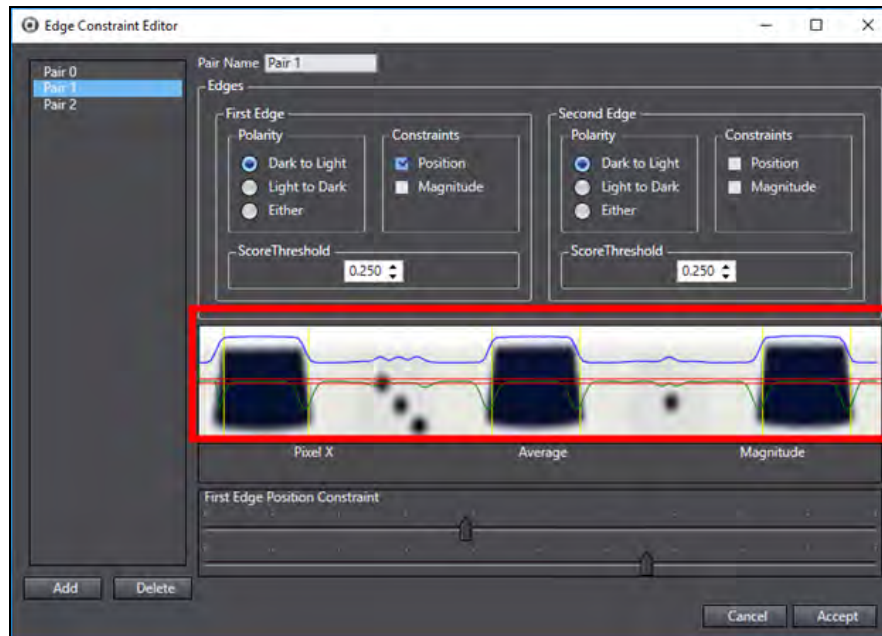 Edge Constraint Editor
Pair 0
Pair 1
Pair 2
Pair Name Pair 1
Edges
First Edge
Polarity
Dark to Light
Light to Dark
Either
Constraints
Position
Magnitude
ScoreThreshold
0.250
Second Edge
Polarity
Dark to Light
Light to Dark
Either
Constraints
Position
Magnitude
ScoreThreshold
0.250
Pixel X Average Magnitude
First Edge Position Constraint
Add Delete
Cancel Accept